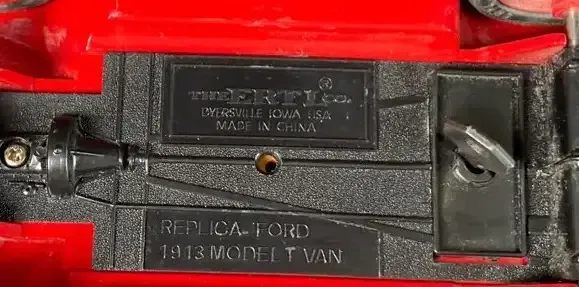 THE ERTL CO.®
DYERSVILLE IOWA USA
MADE IN CHINA
REPLICA FORD
1913 MODEL T VAN